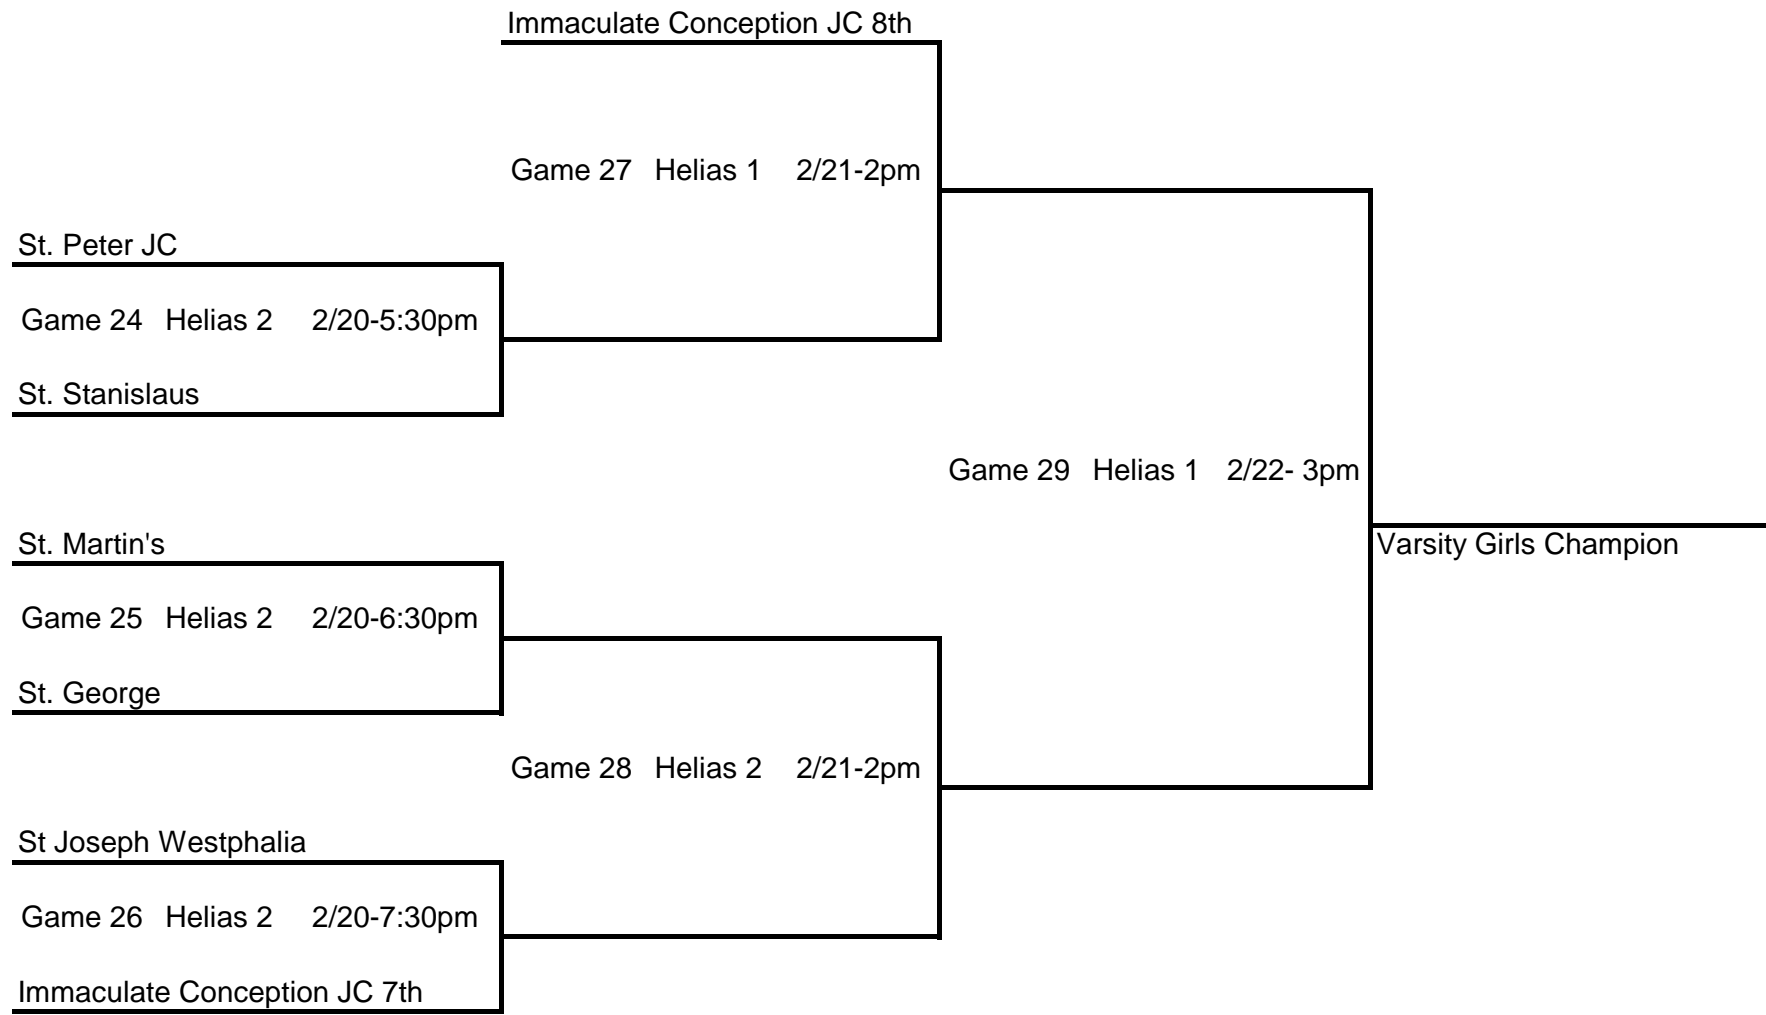 Immaculate Conception JC 8th
Game 27 Helias 1 2/21-2pm
St. Peter JC
Game 24 Helias 2 2/20-5:30pm
St. Stanislaus
Game 29 Helias 1 2/22- 3pm
St. Martin's
Varsity Girls Champion
Game 25 Helias 2 2/20-6:30pm
St. George
Game 28 Helias 2 2/21-2pm
St Joseph Westphalia
Game 26 Helias 2 2/20-7:30pm
Immaculate Conception JC 7th